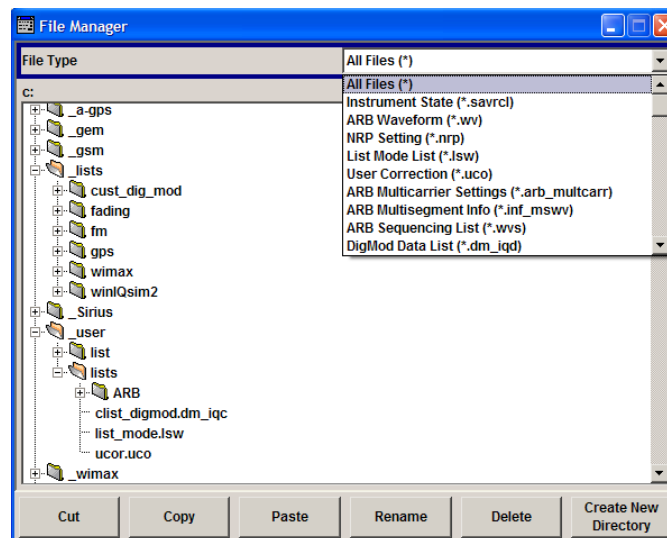 File Manager
File Type
All Files (*)
c:
All Files (*)
Instrument State (*.savrcl)
ARB Waveform (*.wv)
NRP Setting (*.nrp)
List Mode List (*.lsw)
User Correction (*.uco)
ARB Multicarrier Settings (*.arb_multcarr)
ARB Multisegment Info (*.inf_mswv)
ARB Sequencing List (*.wvs)
DigMod Data List (*.dm_iqd)
_a-gps
_gem
_gsm
_lists
cust_dig_mod
fading
fm
gps
wimax
winIQsim2
_Sirius
_user
list
lists
ARB
clist_digmod.dm_iqc
list_mode.lsw
ucor.uco
_wimax
Cut
Copy
Paste
Rename
Delete
Create New
Directory